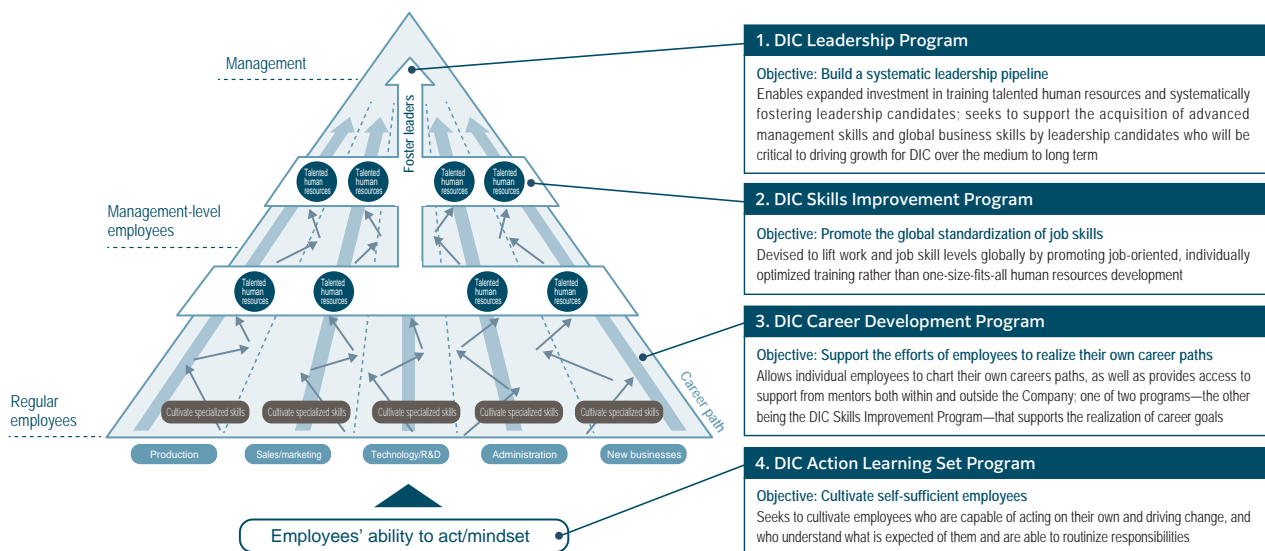 Management
Foster leaders
Talented
human
resources
Talented
human
resources
Talented
human
resources
Talented
human
resources
Management-level
employees
Talented
human
resources
Talented
human
resources
Talented
human
resources
Talented
human
resources
Regular
employees
Cultivate specialized skills
Cultivate specialized skills
Cultivate specialized skills
Cultivate specialized skills
Cultivate specialized skills
Career path
Production
Sales/marketing
Technology/R&D
Administration
New businesses
Employees' ability to act/mindset
1. DIC Leadership Program
Objective: Build a systematic leadership pipeline
Enables expanded investment in training talented human resources and systematically
fostering leadership candidates; seeks to support the acquisition of advanced
management skills and global business skills by leadership candidates who will be
critical to driving growth for DIC over the medium to long term
2. DIC Skills Improvement Program
Objective: Promote the global standardization of job skills
Devised to lift work and job skill levels globally by promoting job-oriented, individually
optimized training rather than one-size-fits-all human resources development
3. DIC Career Development Program
Objective: Support the efforts of employees to realize their own career paths
Allows individual employees to chart their own careers paths, as well as provides access to
support from mentors both within and outside the Company; one of two programs—the other
being the DIC Skills Improvement Program—that supports the realization of career goals
4. DIC Action Learning Set Program
Objective: Cultivate self-sufficient employees
Seeks to cultivate employees who are capable of acting on their own and driving change, and
who understand what is expected of them and are able to routinize responsibilities